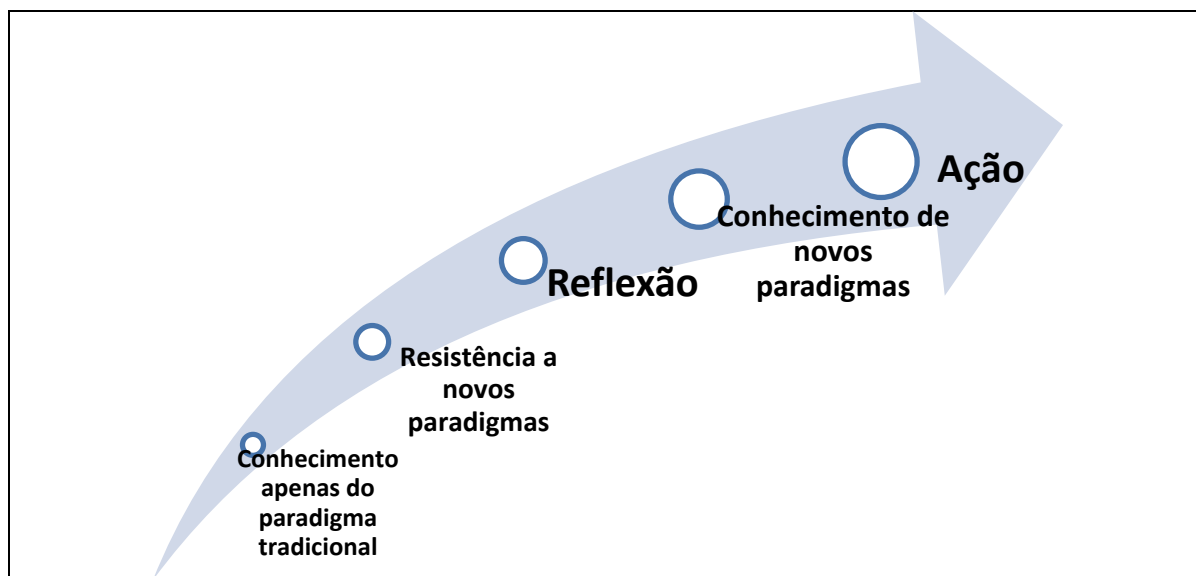 Conhecimento
apenas do
paradigma
tradicional
Resistência a
novos
paradigmas
Reflexão
Conhecimento de
novos
paradigmas
Ação